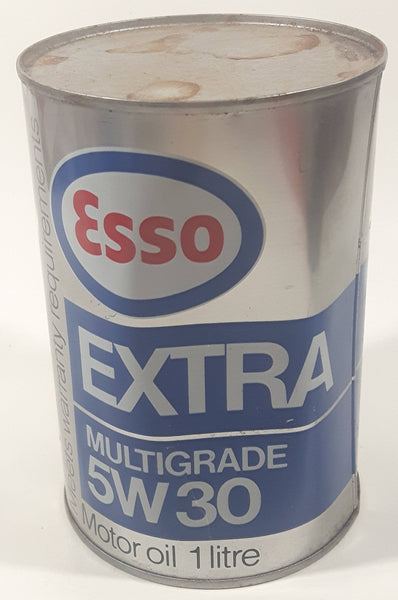 Esso
EXTRA
MULTIGRADE
5W30
Motor oil 1 litre
Meets warranty requirements